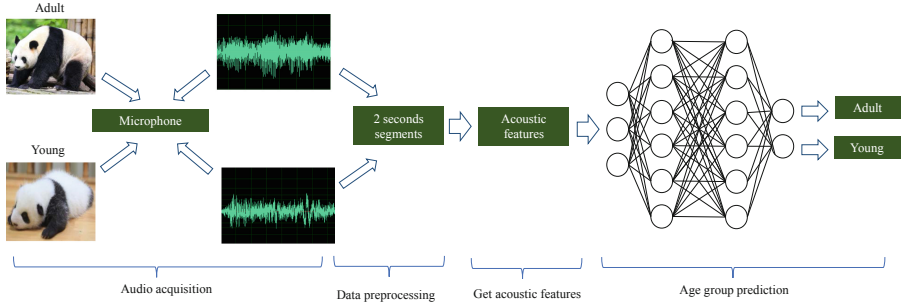 Adult
Young
Microphone
2 seconds
segments
Acoustic
features
Adult
Young
Audio acquisition
Data preprocessing
Get acoustic features
Age group prediction